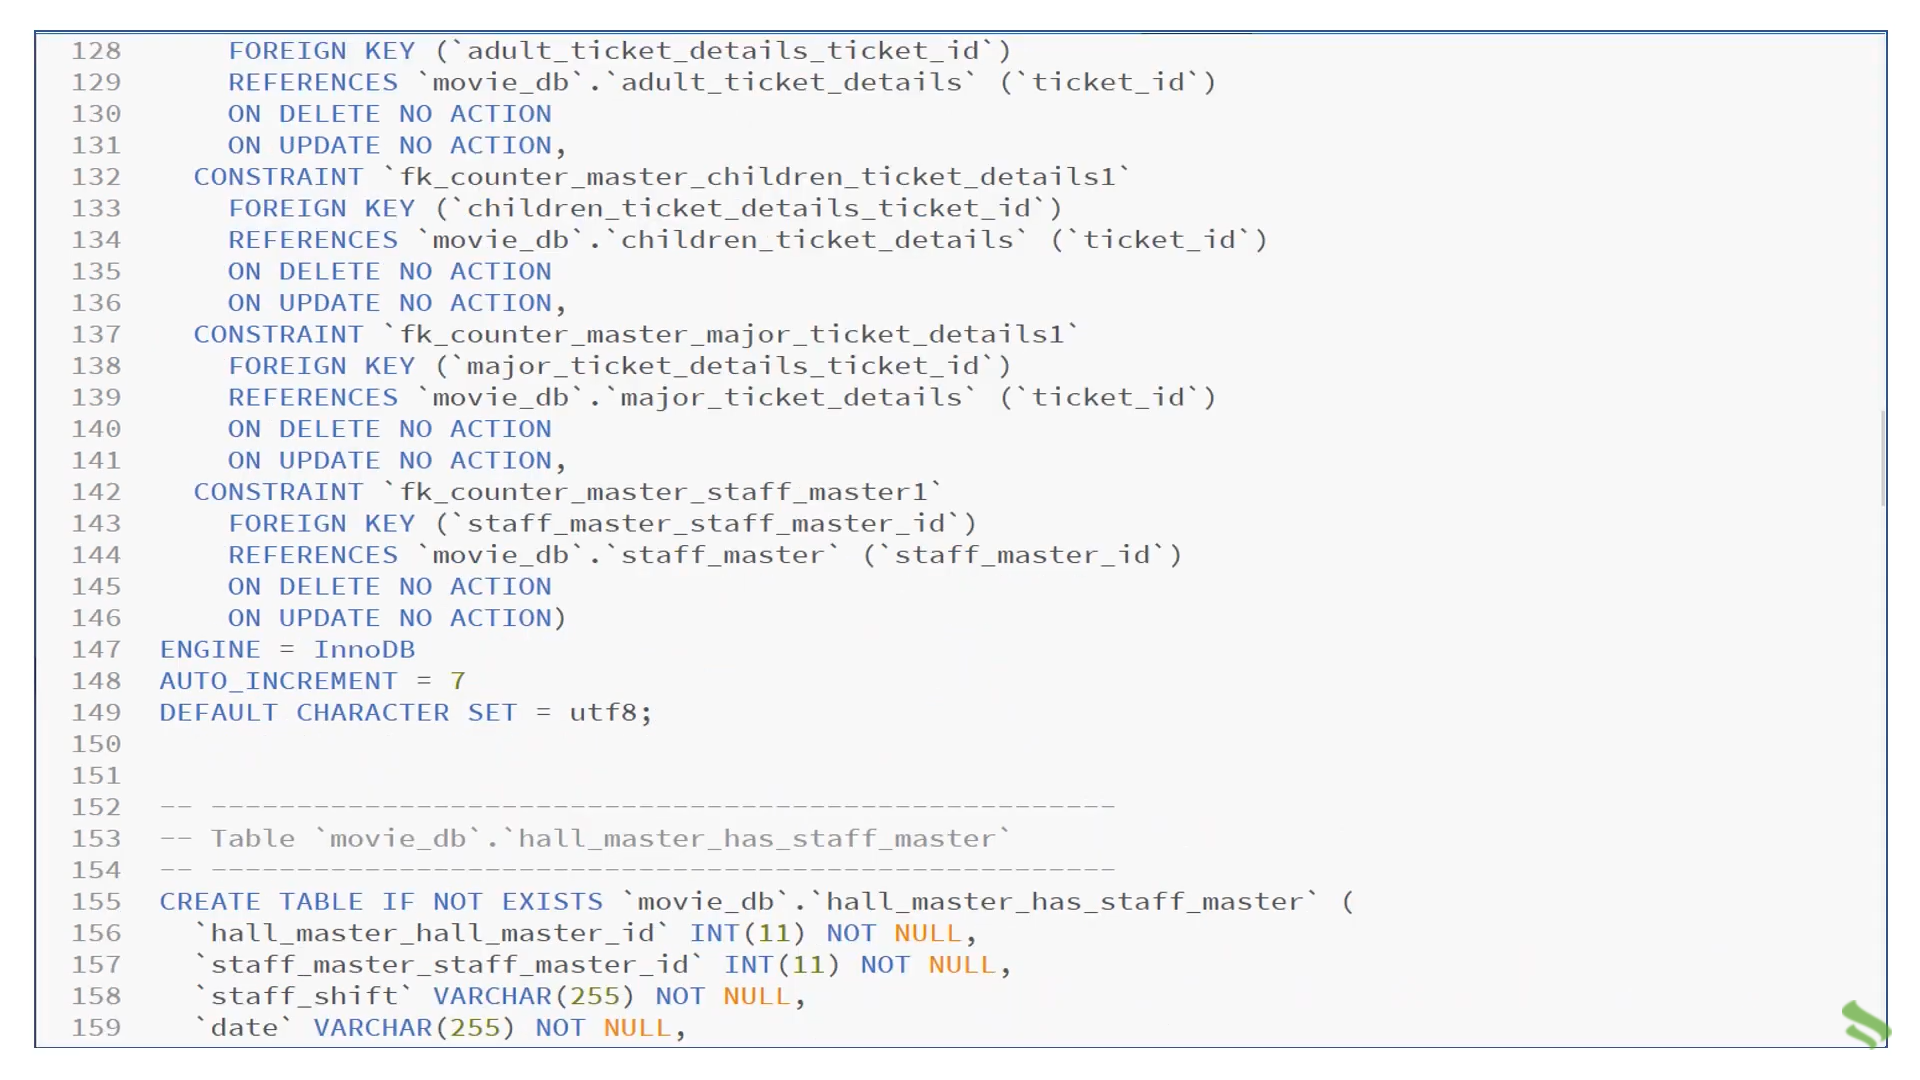 128 FOREIGN KEY (`adult_ticket_details_ticket_id`)
129 REFERENCES `movie_db`.`adult_ticket_details` (`ticket_id`)
130 ON DELETE NO ACTION
131 ON UPDATE NO ACTION,
132 CONSTRAINT `fk_counter_master_children_ticket_details1`
133 FOREIGN KEY (`children_ticket_details_ticket_id`)
134 REFERENCES `movie_db`.`children_ticket_details` (`ticket_id`)
135 ON DELETE NO ACTION
136 ON UPDATE NO ACTION,
137 CONSTRAINT `fk_counter_master_major_ticket_details1`
138 FOREIGN KEY (`major_ticket_details_ticket_id`)
139 REFERENCES `movie_db`.`major_ticket_details` (`ticket_id`)
140 ON DELETE NO ACTION
141 ON UPDATE NO ACTION,
142 CONSTRAINT `fk_counter_master_staff_master1`
143 FOREIGN KEY (`staff_master_staff_master_id`)
144 REFERENCES `movie_db`.`staff_master` (`staff_master_id`)
145 ON DELETE NO ACTION
146 ON UPDATE NO ACTION)
147 ENGINE = InnoDB
148 AUTO_INCREMENT = 7
149 DEFAULT CHARACTER SET = utf8;
150
151
152 -- -----------------------------------------------------
153 -- Table `movie_db`.`hall_master_has_staff_master`
154 -- -----------------------------------------------------
155 CREATE TABLE IF NOT EXISTS `movie_db`.`hall_master_has_staff_master` (
156 `hall_master_hall_master_id` INT(11) NOT NULL,
157 `staff_master_staff_master_id` INT(11) NOT NULL,
158 `staff_shift` VARCHAR(255) NOT NULL,
159 `date` VARCHAR(255) NOT NULL,